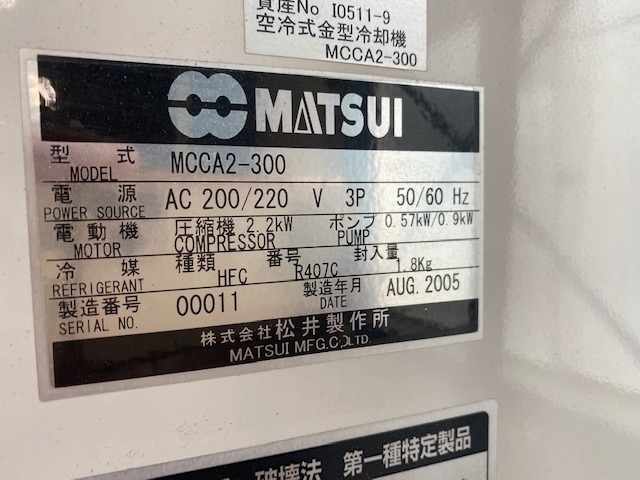 資産No I0511-9
空冷式金型冷却機
MCCA2-300
MATSUI
型式 MCCA2-300
MODEL
電源 AC 200/220 V 3P 50/60 Hz
POWER SOURCE
電動機 圧縮機 2.2kW ポンプ 0.57kW/0.9kW
MOTOR COMPRESSOR PUMP
冷媒 種類 HFC 番号 R407C 封入量 1.8Kg
REFRIGERANT
製造番号 00011 製造年月 AUG. 2005
SERIAL NO. DATE
株式会社 松井製作所
MATSUI MFG.CO.LTD.
破壊法 第一種特定製品